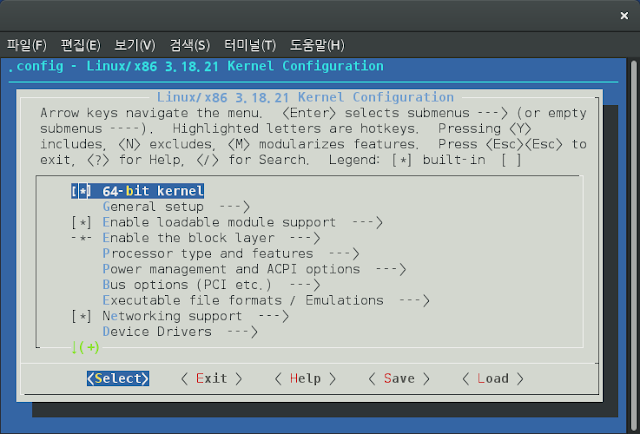 파일(F) 편집(E) 보기(V) 검색(S) 터미널(T) 도움말(H)
.config - Linux/x86 3.18.21 Kernel Configuration
Linux/x86 3.18.21 Kernel Configuration
Arrow keys navigate the menu. <Enter> selects submenus ---> (or empty
submenus ----). Highlighted letters are hotkeys. Pressing <Y>
includes, <N> excludes, <M> modularizes features. Press <Esc><Esc> to
exit, <?> for Help, </> for Search. Legend: [*] built-in [ ]
[*] 64-bit kernel
General setup --->
[*] Enable loadable module support --->
-*- Enable the block layer --->
Processor type and features --->
Power management and ACPI options --->
Bus options (PCI etc.) --->
Executable file formats / Emulations --->
[*] Networking support --->
Device Drivers --->
↓(+)
<Select> < Exit > < Help > < Save > < Load >